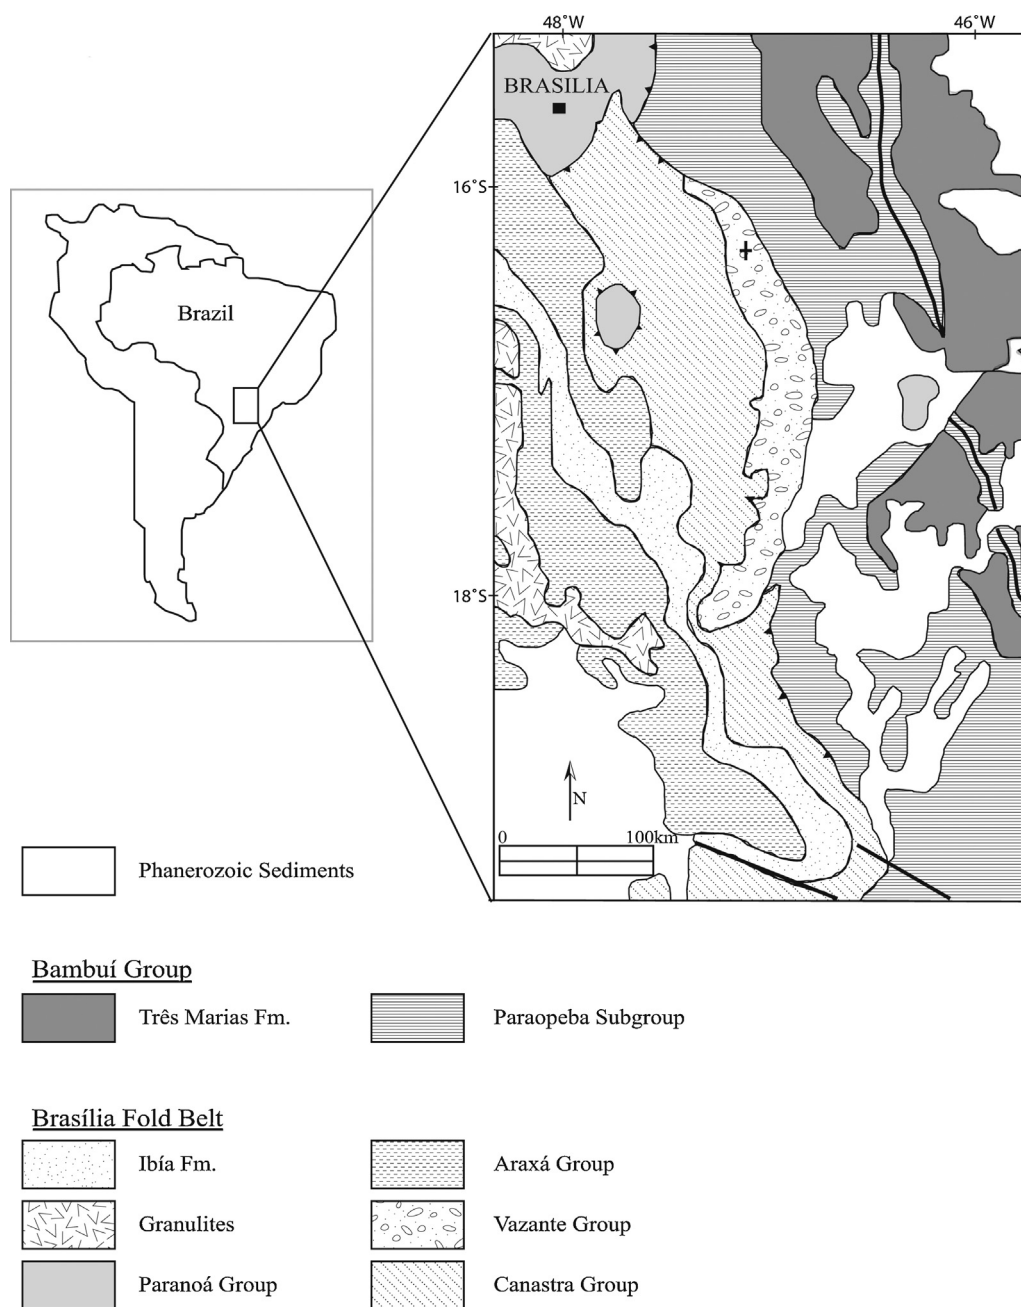 48°W
46°W
BRASILIA
16°S
Brazil
18°S
N
0
100km
Phanerozoic Sediments
Bambuí Group
Três Marias Fm.
Paraopeba Subgroup
Brasília Fold Belt
Ibía Fm.
Araxá Group
Granulites
Vazante Group
Paranoá Group
Canastra Group